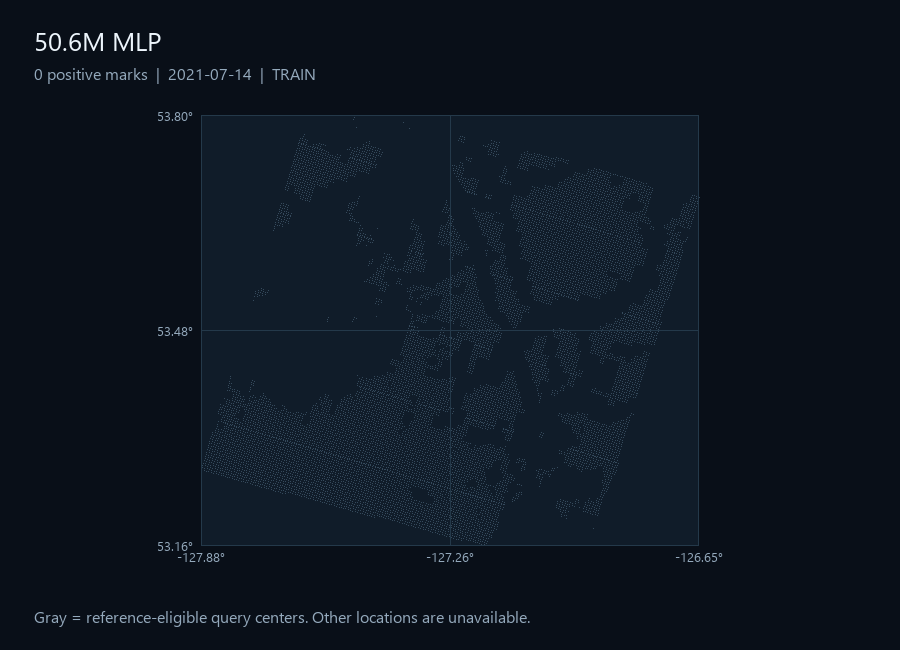 50.6M MLP
0 positive marks | 2021-07-14 | TRAIN
53.80°
53.48°
53.16°
-127.88°
-127.26°
-126.65°
Gray = reference-eligible query centers. Other locations are unavailable.